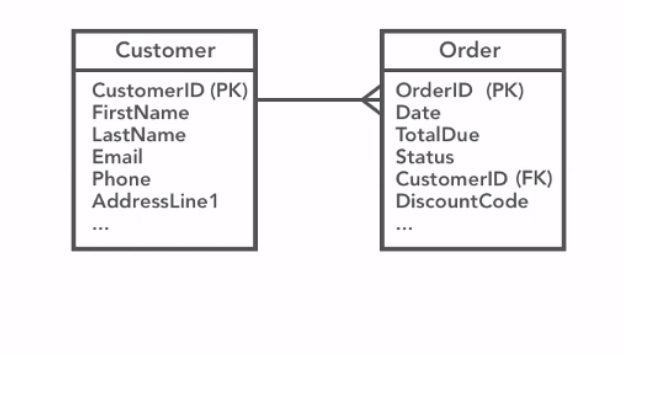 Customer
CustomerID (PK)
FirstName
LastName
Email
Phone
AddressLine1
...
Order
OrderID (PK)
Date
TotalDue
Status
CustomerID (FK)
DiscountCode
...